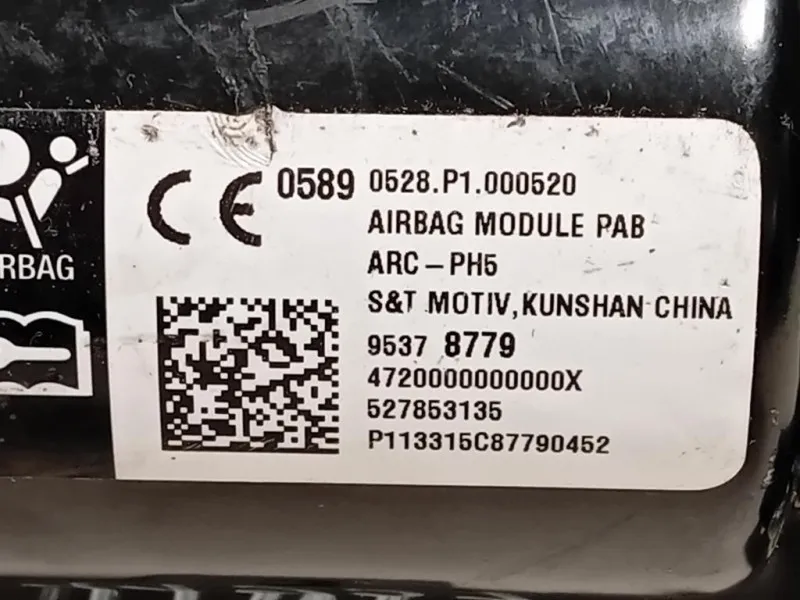 RBAG
CE 0589 0528.P1.000520
AIRBAG MODULE PAB
ARC-PH5
S&T MOTIV,KUNSHAN CHINA
9537 8779
4720000000000X
527853135
P113315C87790452